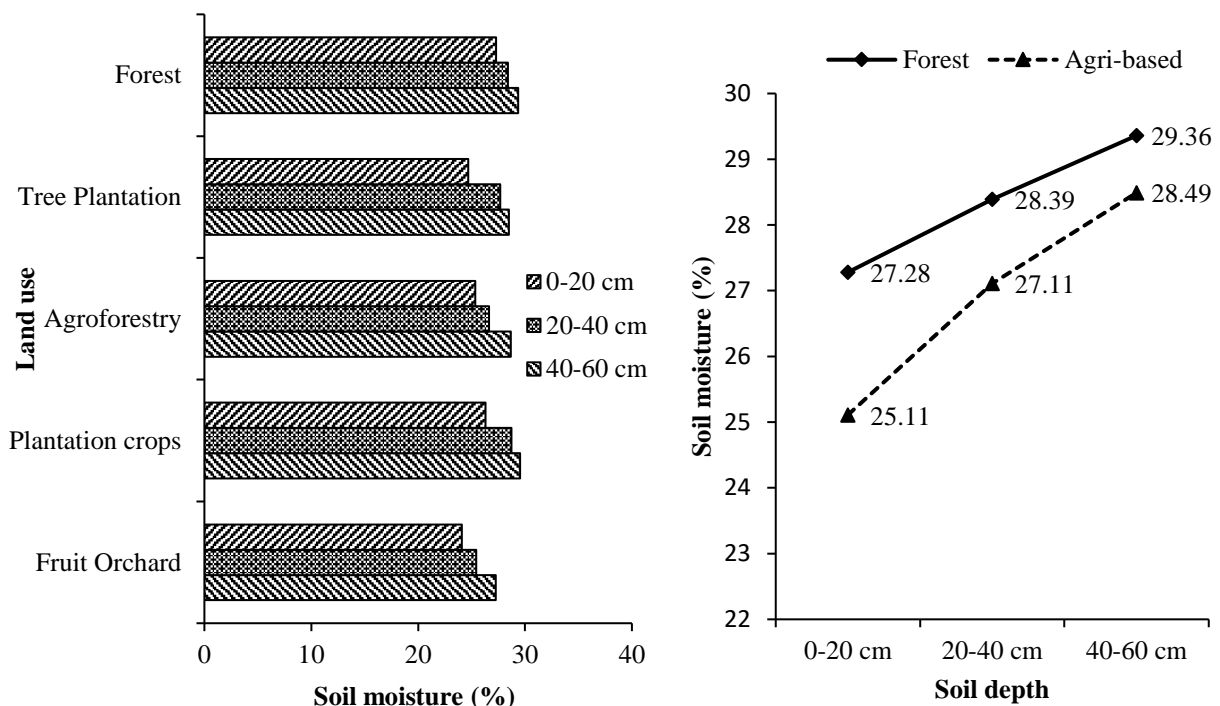 Land use
Forest
Tree Plantation
Agroforestry
Plantation crops
Fruit Orchard
0-20 cm
20-40 cm
40-60 cm
0 10 20 30 40
Soil moisture (%)
Forest Agri-based
Soil moisture (%)
30
29
28
27
26
25
24
23
22
29.36
28.39
28.49
27.28
27.11
25.11
0-20 cm 20-40 cm 40-60 cm
Soil depth